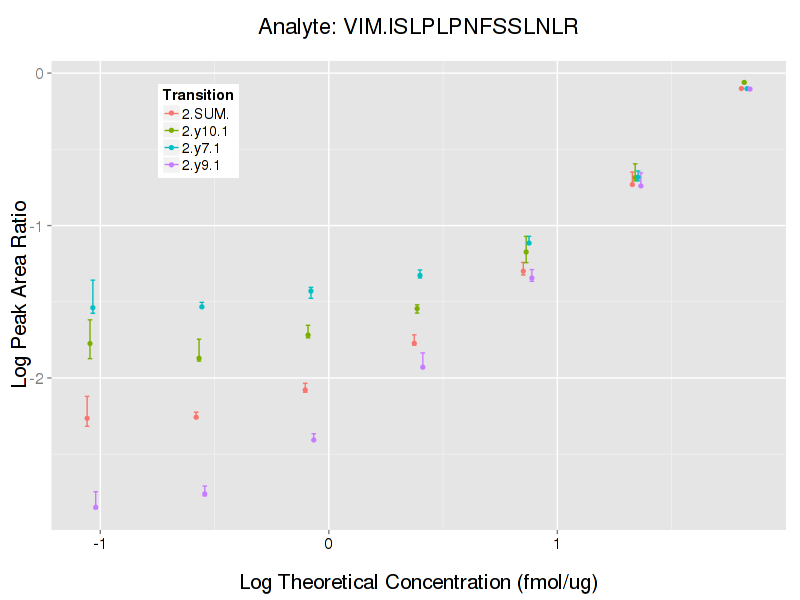 Analyte: VIM.ISLPLPNFSSLNLR
Log Peak Area Ratio
0
-1
-2
Transition
2.SUM.
2.y10.1
2.y7.1
2.y9.1
-1
0
1
Log Theoretical Concentration (fmol/ug)